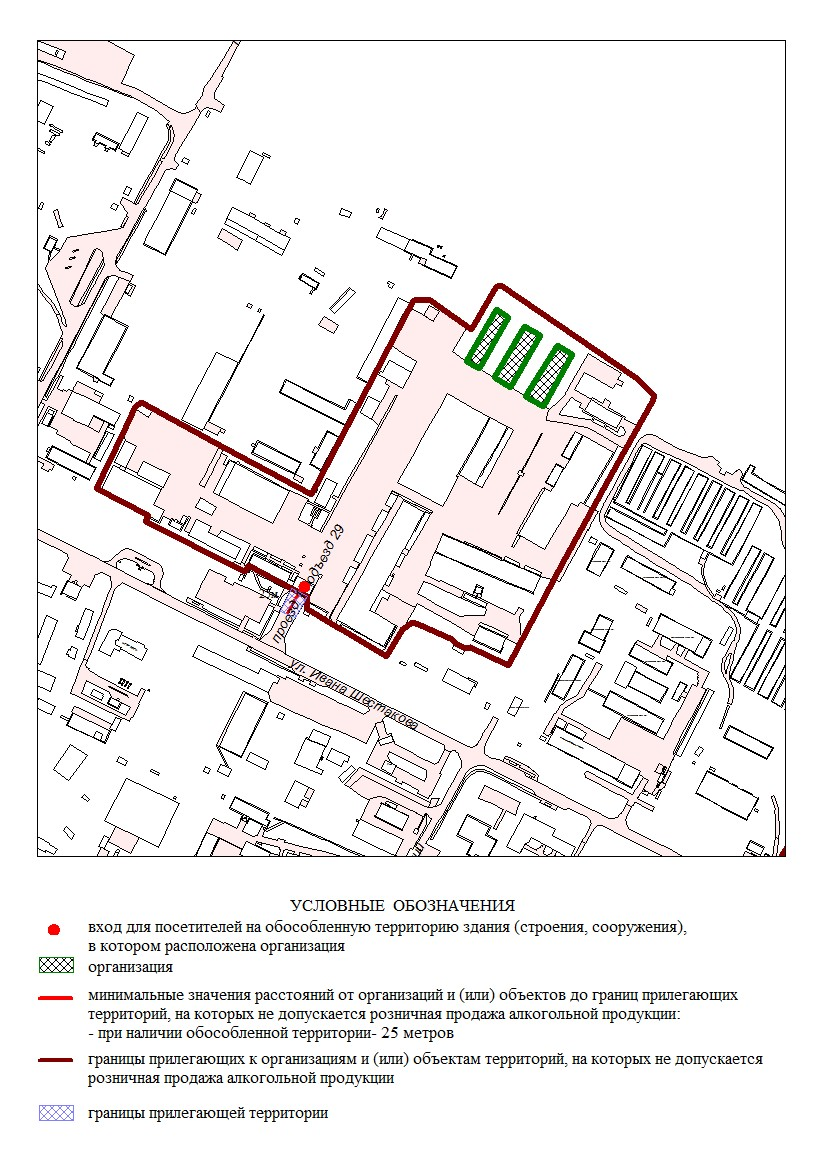 проезд Подъезд 29
ул. Ивана Шестакова
УСЛОВНЫЕ ОБОЗНАЧЕНИЯ
вход для посетителей на обособленную территорию здания (строения, сооружения),
в котором расположена организация
организация
минимальные значения расстояний от организаций и (или) объектов до границ прилегающих
территорий, на которых не допускается розничная продажа алкогольной продукции:
- при наличии обособленной территории- 25 метров
границы прилегающих к организациям и (или) объектам территорий, на которых не допускается
розничная продажа алкогольной продукции
границы прилегающей территории